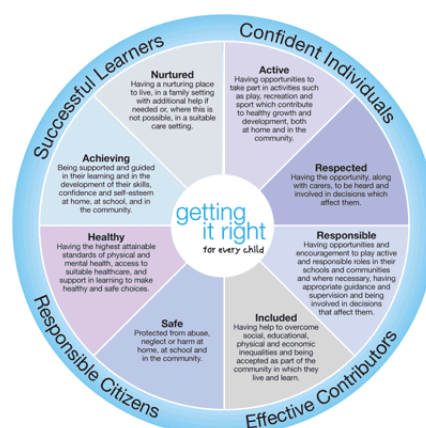 Successful Learners
Confident Individuals
Nurtured
Having a nurturing place
to live, in a family setting
with additional help if
needed or, where this is
not possible, in a suitable
care setting.
Active
Having opportunities to
take part in activities such
as play, recreation and
sport which contribute
to healthy growth and
development, both
at home and in the
community.
Achieving
Being supported and guided
in their learning and in
the development of their skills,
confidence and self-esteem
at home, at school, and in
the community.
Respected
Having the opportunity, along
with carers, to be heard and
involved in decisions which
affect them.
getting
it right
for every child
Healthy
Having the highest attainable
standards of physical and
mental health, access to
suitable healthcare, and
support in learning to make
healthy and safe choices.
Responsible
Having opportunities and
encouragement to play active
and responsible roles in their
schools and communities
and where necessary, having
appropriate guidance and
supervision and being
involved in decisions
that affect them.
Safe
Protected from abuse,
neglect or harm at
home, at school and
in the community.
Included
Having help to overcome
social, educational,
physical and economic
inequalities and being
accepted as part of the
community in which they
live and learn.
Responsible Citizens
Effective Contributors